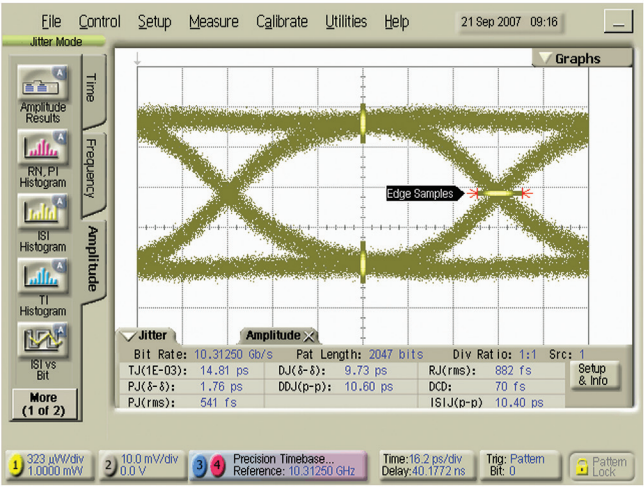 File Control Setup Measure Calibrate Utilities Help 21 Sep 2007 09:16
Jitter Mode
Graphs
Amplitude
Results
RN, PI
Histogram
ISI
Histogram
TI
Histogram
ISI vs
Bit
More
(1 of 2)
Time
Frequency
Amplitude
Edge Samples
Jitter Amplitude
Bit Rate: 10.31250 Gb/s Pat Length: 2047 bits Div Ratio: 1:1 Src: 1
TJ(1E-03): 14.81 ps DJ(δ-δ): 9.73 ps RJ(rms): 882 fs
PJ(δ-δ): 1.76 ps DDJ(p-p): 10.60 ps DCD: 70 fs
PJ(rms): 541 fs ISIJ(p-p) 10.40 ps
Setup
& Info
1 323 µW/div
1.0000 mW
2 10.0 mV/div
0.0 V
3 4 Precision Timebase...
Reference: 10.31250 GHz
Time:16.2 ps/div
Delay:40.1772 ns
Trig: Pattern
Bit: 0
Pattern
Lock